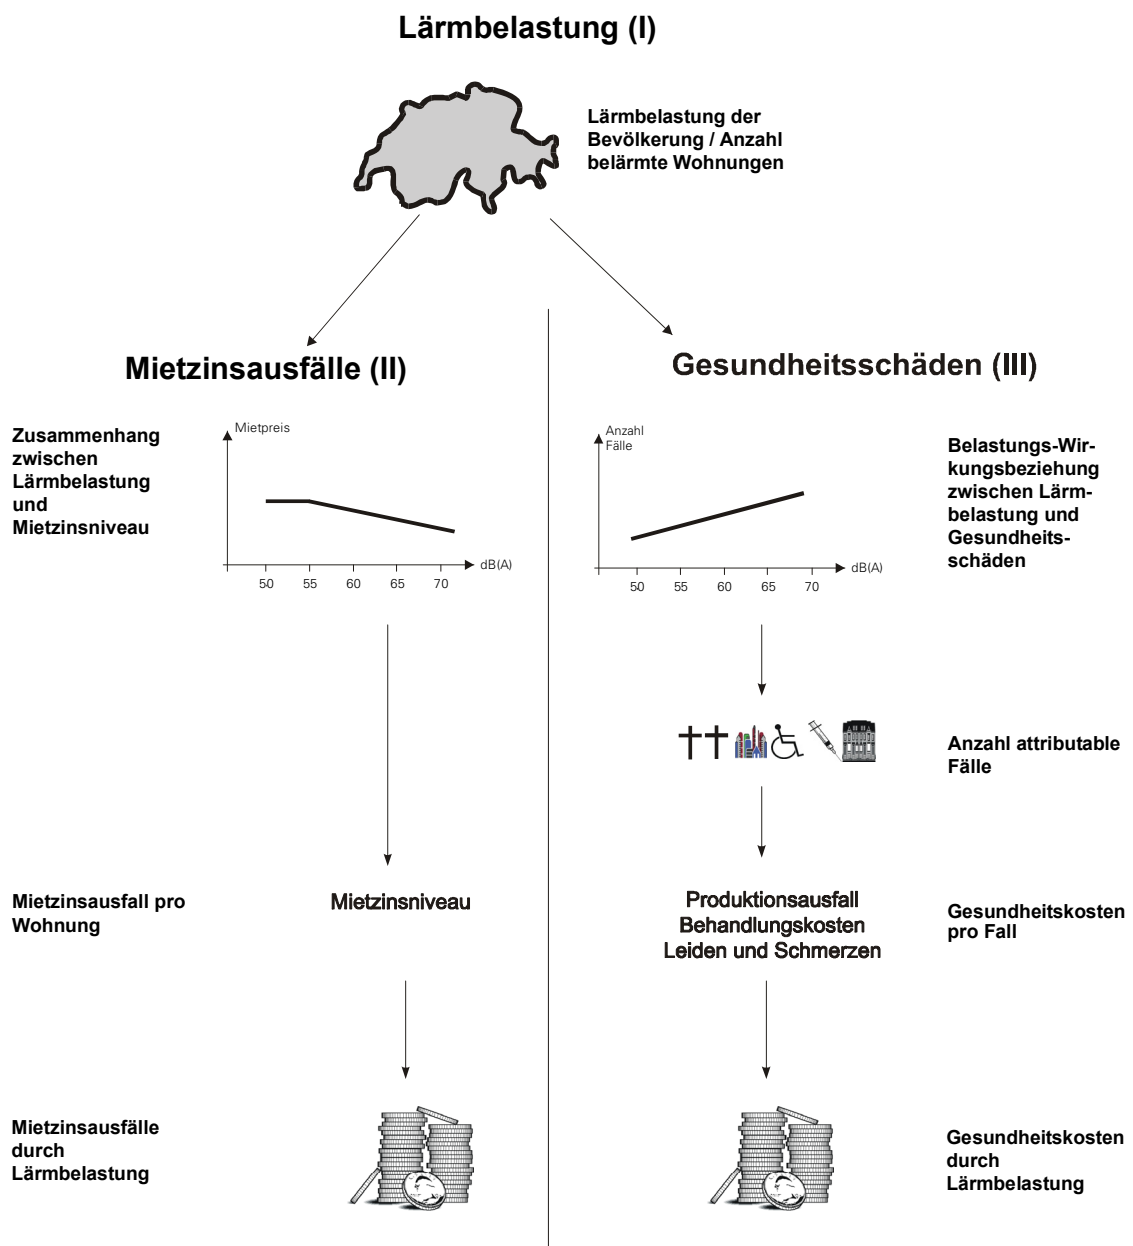 Lärmbelastung (I)
Lärmbelastung der
Bevölkerung / Anzahl
belärmte Wohnungen
Mietzinsausfälle (II)
Zusammenhang
zwischen
Lärmbelastung
und
Mietzinsniveau
Mietpreis
dB(A)
50 55 60 65 70
Mietzinsausfall pro
Wohnung
Mietzinsniveau
Mietzinsausfälle
durch
Lärmbelastung
Gesundheitsschäden (III)
Anzahl
Fälle
dB(A)
50 55 60 65 70
Belastungs-Wir-
kungsbeziehung
zwischen Lärm-
belastung und
Gesundheits-
schäden
Anzahl attributable
Fälle
Produktionsausfall
Behandlungskosten
Leiden und Schmerzen
Gesundheitskosten
pro Fall
Gesundheitskosten
durch
Lärmbelastung